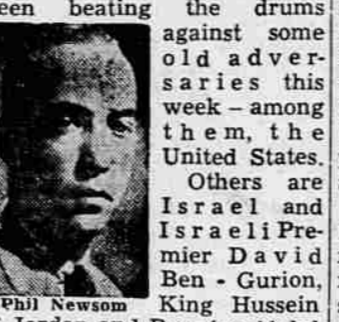 een beating the drums
against some
old adver-
saries this
week – among
them, the
United States.
Others are
Israel and
Israeli Pre-
mier David
Ben - Gurion,
Phil Newsom
King Hussein